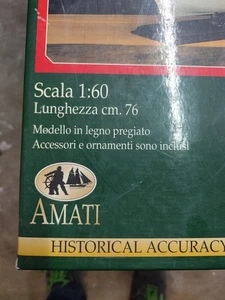 Scala 1:60
Lunghezza cm. 76
Modello in legno pregiato
Accessori e ornamenti sono inclusi
AMATI
HISTORICAL ACCURACY